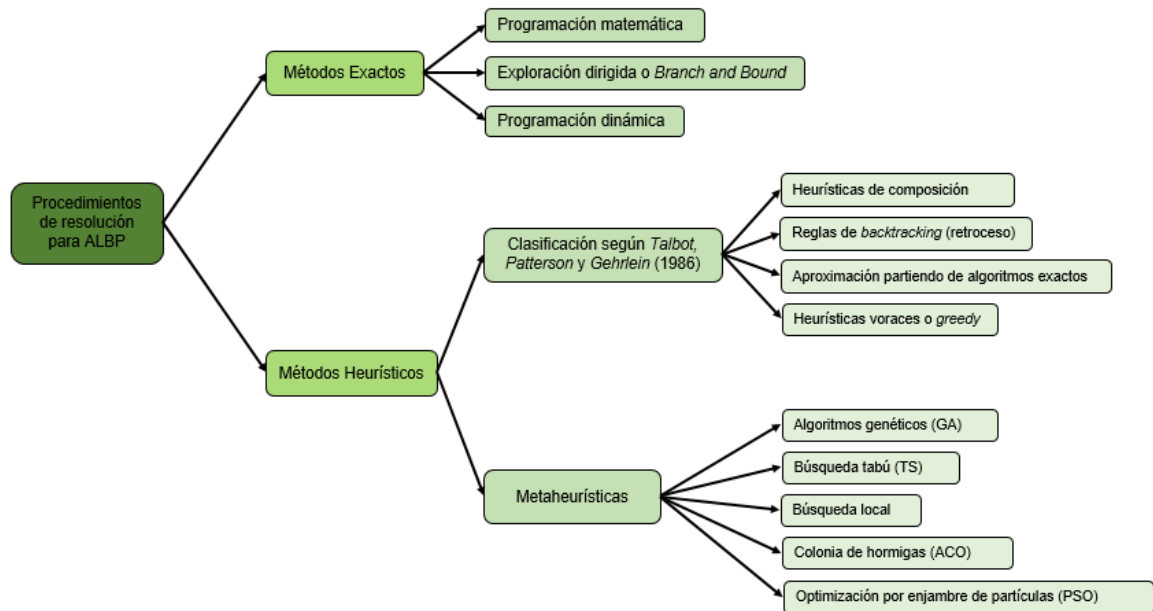 Programación matemática
Métodos Exactos
Exploración dirigida o Branch and Bound
Programación dinámica
Procedimientos
de resolución
para ALBP
Heurísticas de composición
Clasificación según Talbot,
Patterson y Gehrlein (1986)
Reglas de backtracking (retroceso)
Aproximación partiendo de algoritmos exactos
Heurísticas voraces o greedy
Métodos Heurísticos
Algoritmos genéticos (GA)
Búsqueda tabú (TS)
Metaheurísticas
Búsqueda local
Colonia de hormigas (ACO)
Optimización por enjambre de partículas (PSO)